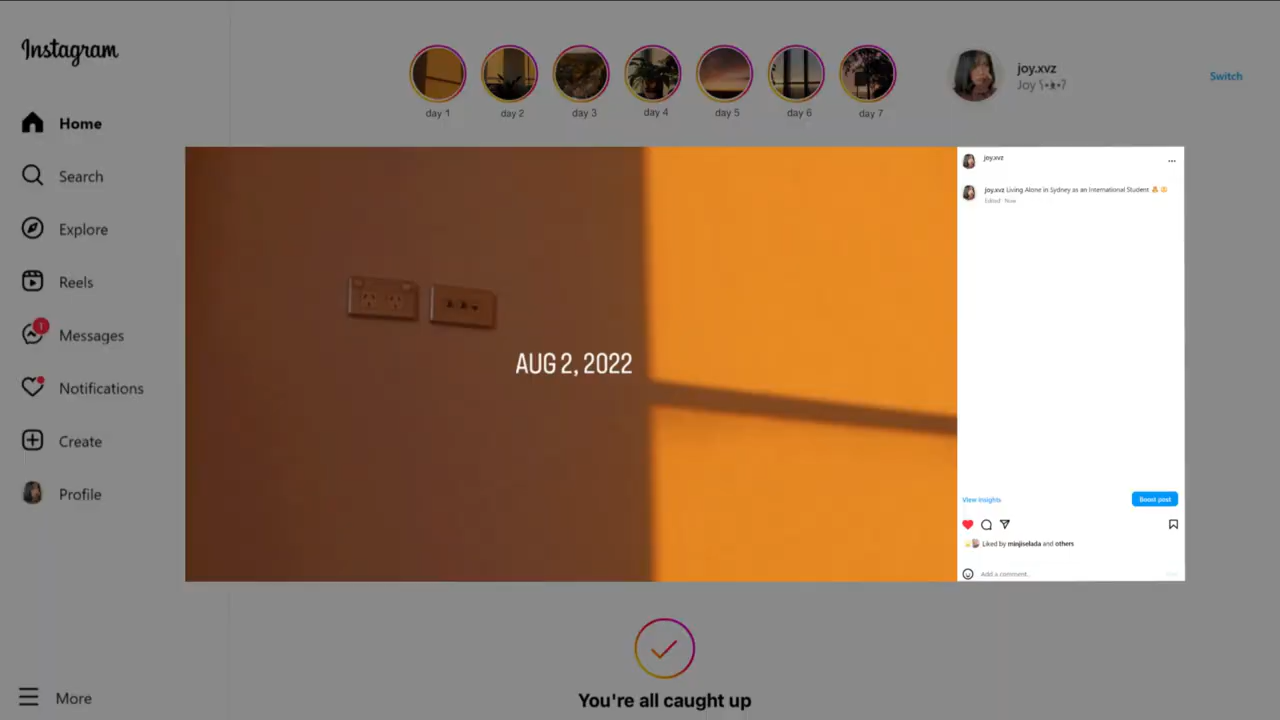 Instagram
Home
Search
Explore
Reels
1
Messages
Notifications
Create
Profile
More
day 1
day 2
day 3
day 4
day 5
day 6
day 7
joy.xvz
Switch
AUG 2, 2022
joy.xvz
joy.xvz Living Alone in Sydney as an International Student
Edited · Now
View Insights
Boost post
Liked by minjiselada and others
Add a comment...
You're all caught up